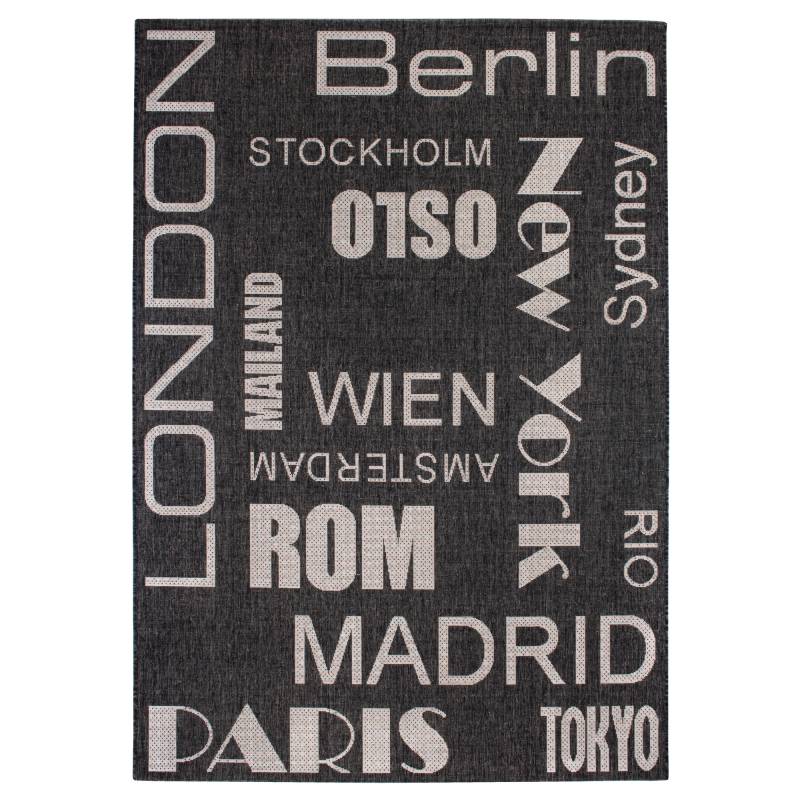 LONDON
Berlin
STOCKHOLM
OSLO
New York
Sydney
MAILAND
WIEN
AMSTERDAM
ROM
RIO
MADRID
PARIS
TOKYO